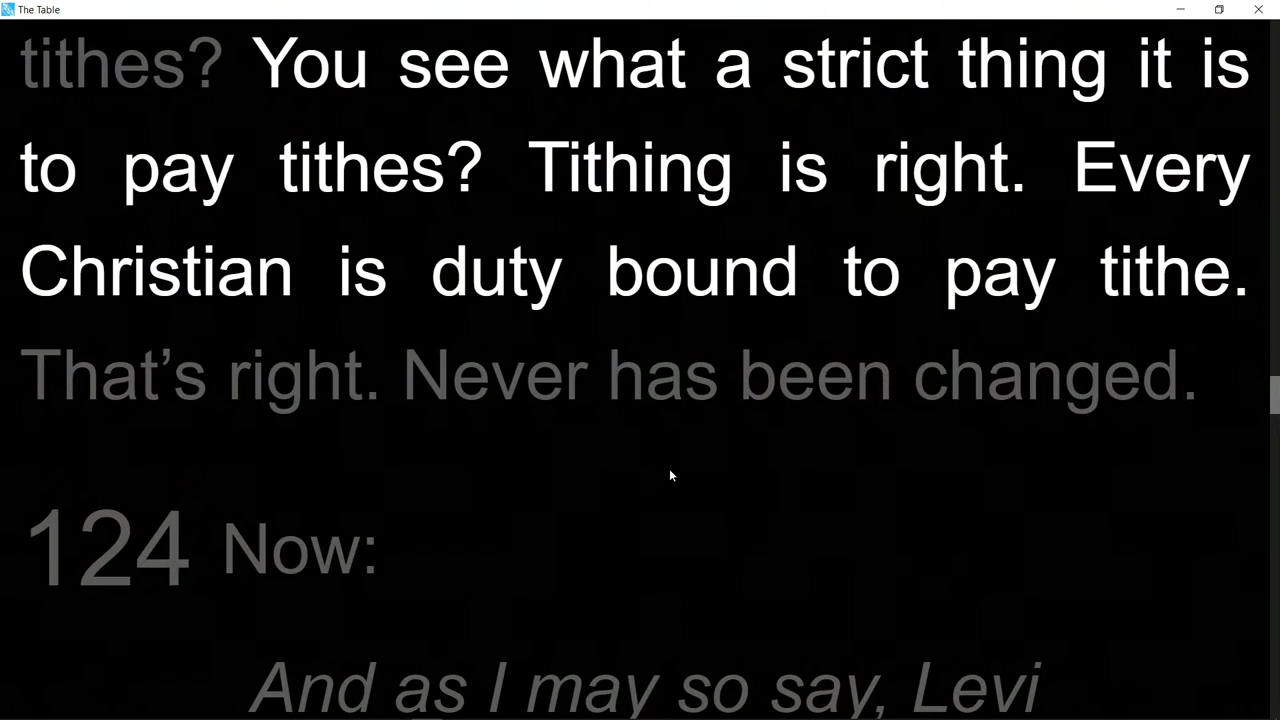 The Table
tithes? You see what a strict thing it is
to pay tithes? Tithing is right. Every
Christian is duty bound to pay tithe.
That’s right. Never has been changed.
124 Now:
And as I may so say, Levi